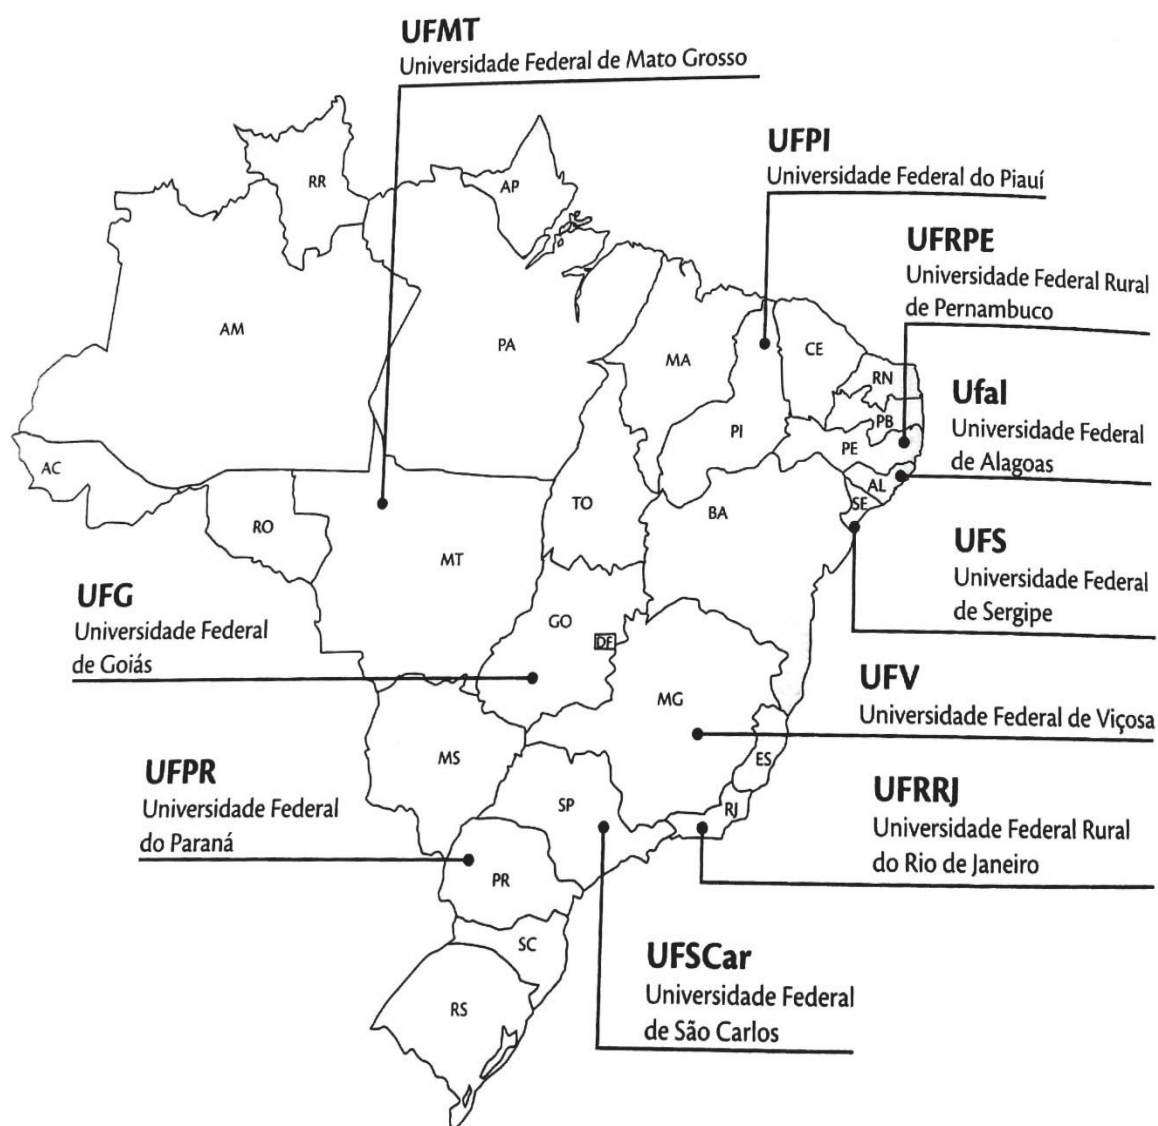 UFMT
Universidade Federal de Mato Grosso
UFPI
Universidade Federal do Piauí
UFRPE
Universidade Federal Rural
de Pernambuco
Ufal
Universidade Federal
de Alagoas
UFS
Universidade Federal
de Sergipe
UFV
Universidade Federal de Viçosa
UFRRJ
Universidade Federal Rural
do Rio de Janeiro
UFSCar
Universidade Federal
de São Carlos
UFPR
Universidade Federal
do Paraná
UFG
Universidade Federal
de Goiás
RR
AP
AM
PA
MA
CE
RN
PB
PE
PI
AL
SE
AC
RO
TO
BA
MT
GO
DF
MG
ES
MS
SP
RJ
PR
SC
RS